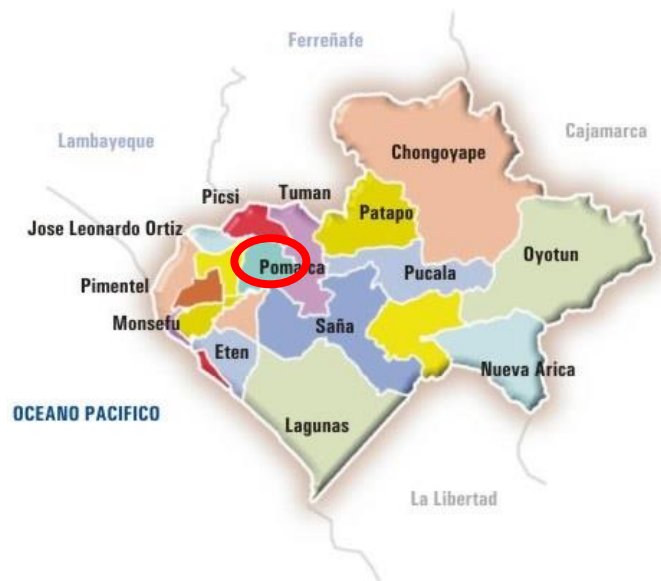 Ferreñafe
Cajamarca
Lambayeque
Chongoyape
Picsi
Tuman
Patapo
Jose Leonardo Ortiz
Oyotun
Pomalca
Pucala
Pimentel
Monsefu
Saña
Eten
Nueva Arica
OCEANO PACIFICO
Lagunas
La Libertad